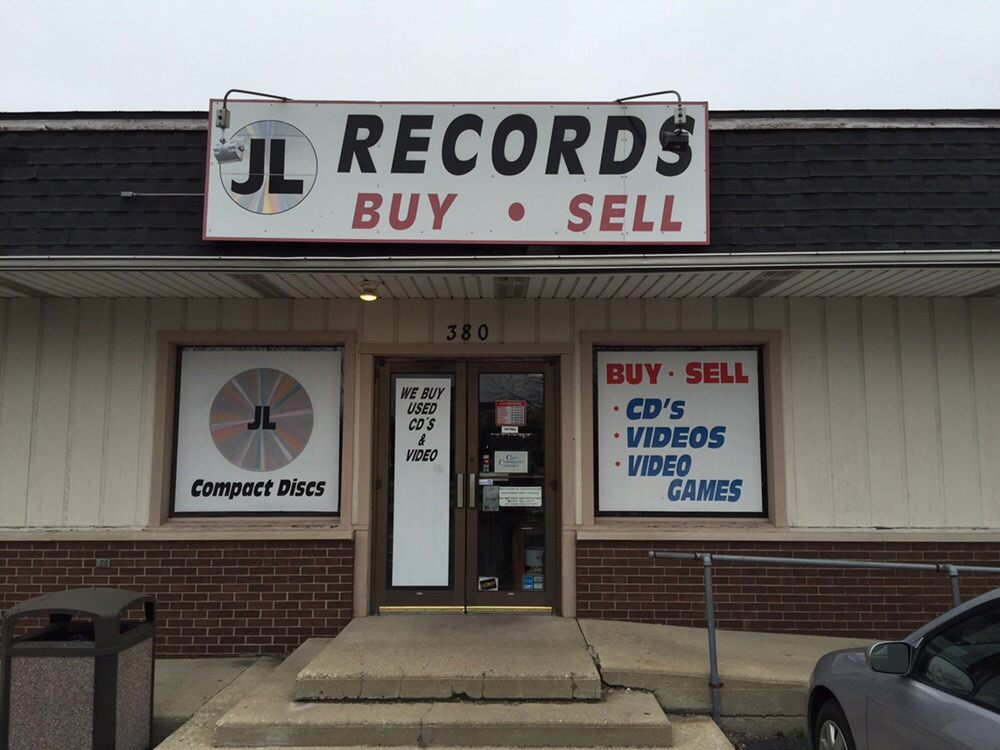 JL
RECORDS
BUY • SELL
380
JL
Compact Discs
WE BUY
USED
CD'S
&
VIDEO
BUY • SELL
• CD's
• VIDEOS
• VIDEO
GAMES